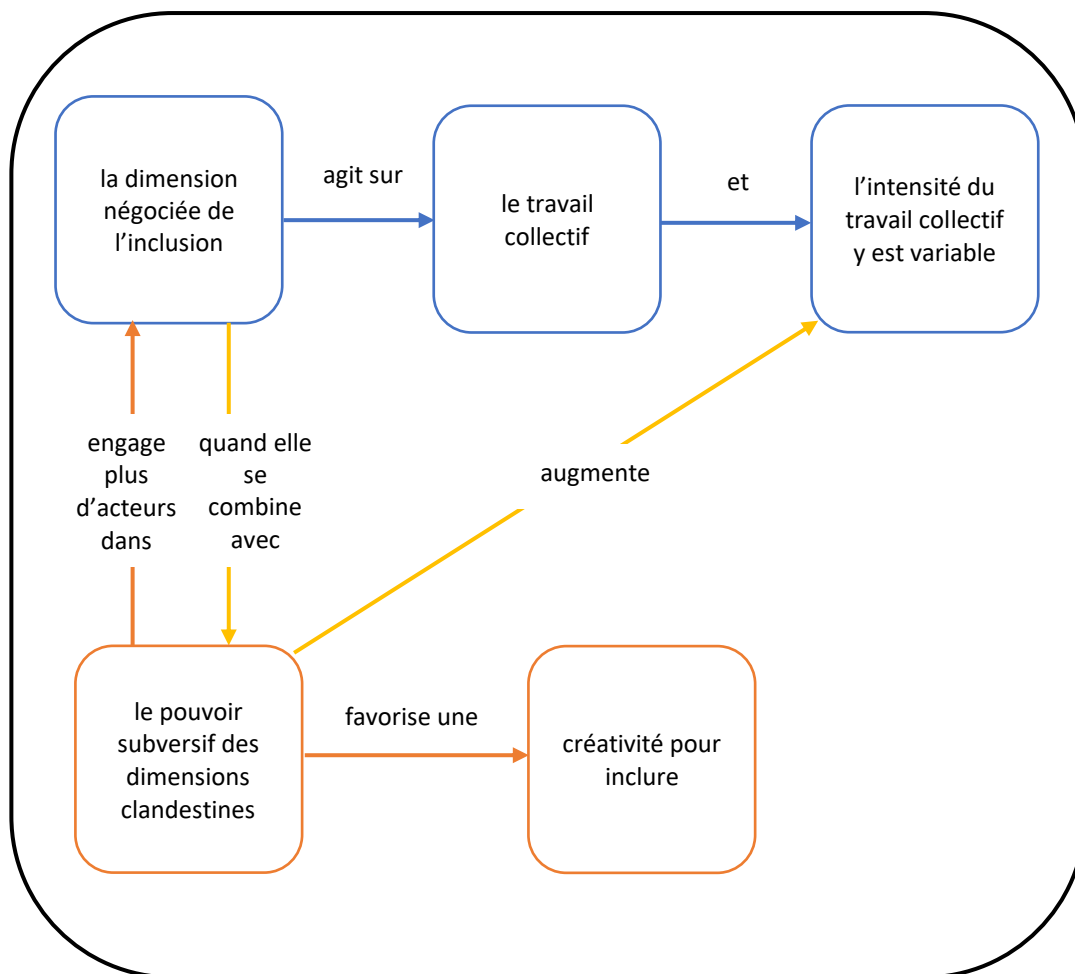 la dimension
négociée de
l'inclusion
agit sur
le travail
collectif
et
l'intensité du
travail collectif
y est variable
engage
plus
d'acteurs
dans
quand elle
se
combine
avec
augmente
le pouvoir
subversif des
dimensions
clandestines
favorise une
créativité pour
inclure